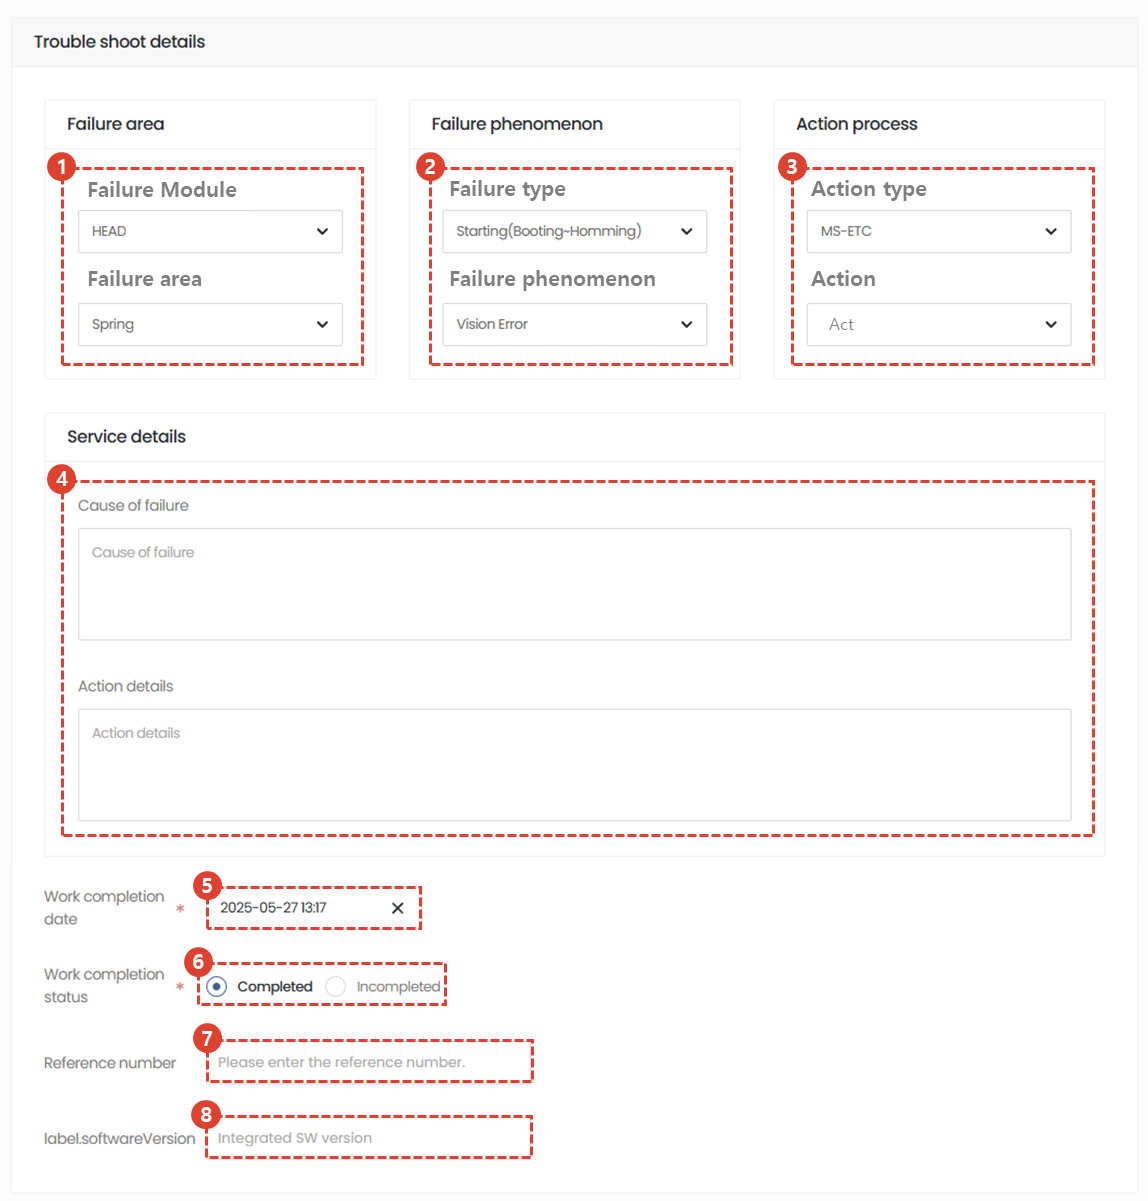 Trouble shoot details
Failure area
Failure phenomenon
Action process
1
Failure Module
HEAD
Failure area
Spring
2
Failure type
Starting(Booting~Homming)
Failure phenomenon
Vision Error
3
Action type
MS-ETC
Action
Act
Service details
4
Cause of failure
Cause of failure
Action details
Action details
Work completion
date
*
5
2025-05-27 13:17
Work completion
status
*
6
Completed
Incompleted
Reference number
7
Please enter the reference number.
label.softwareVersion
8
Integrated SW version